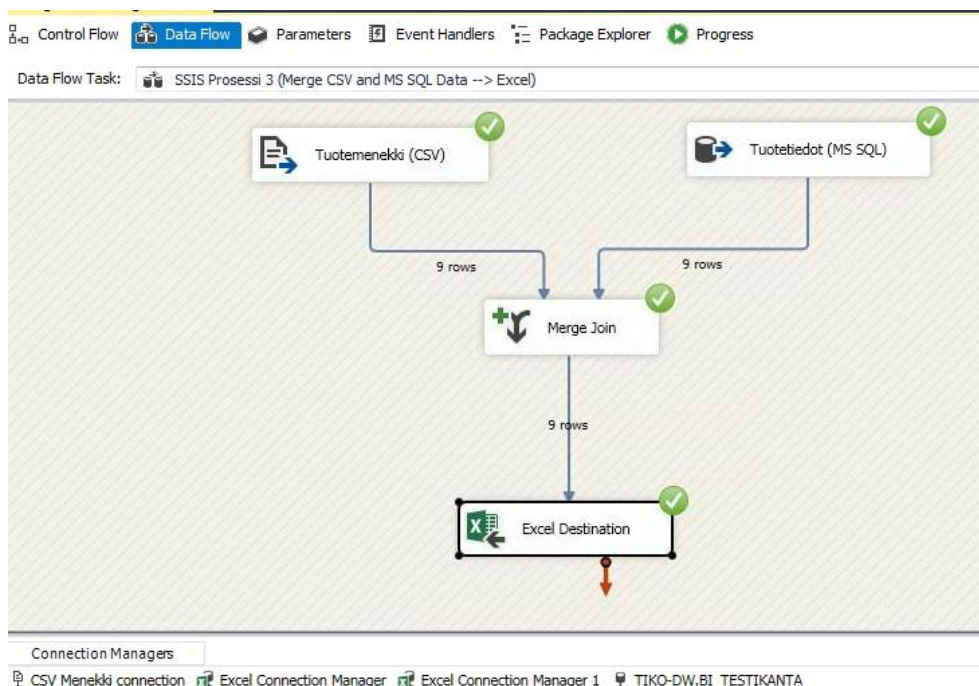 Control Flow Data Flow Parameters Event Handlers Package Explorer Progress
Data Flow Task: SSIS Prosessi 3 (Merge CSV and MS SQL Data --> Excel)
Tuotemenekki (CSV)
Tuotetiedot (MS SQL)
9 rows
9 rows
Merge Join
9 rows
Excel Destination
Connection Managers
CSV Menekki connection Excel Connection Manager Excel Connection Manager 1 TIKO-DW.BI_TESTIKANTA